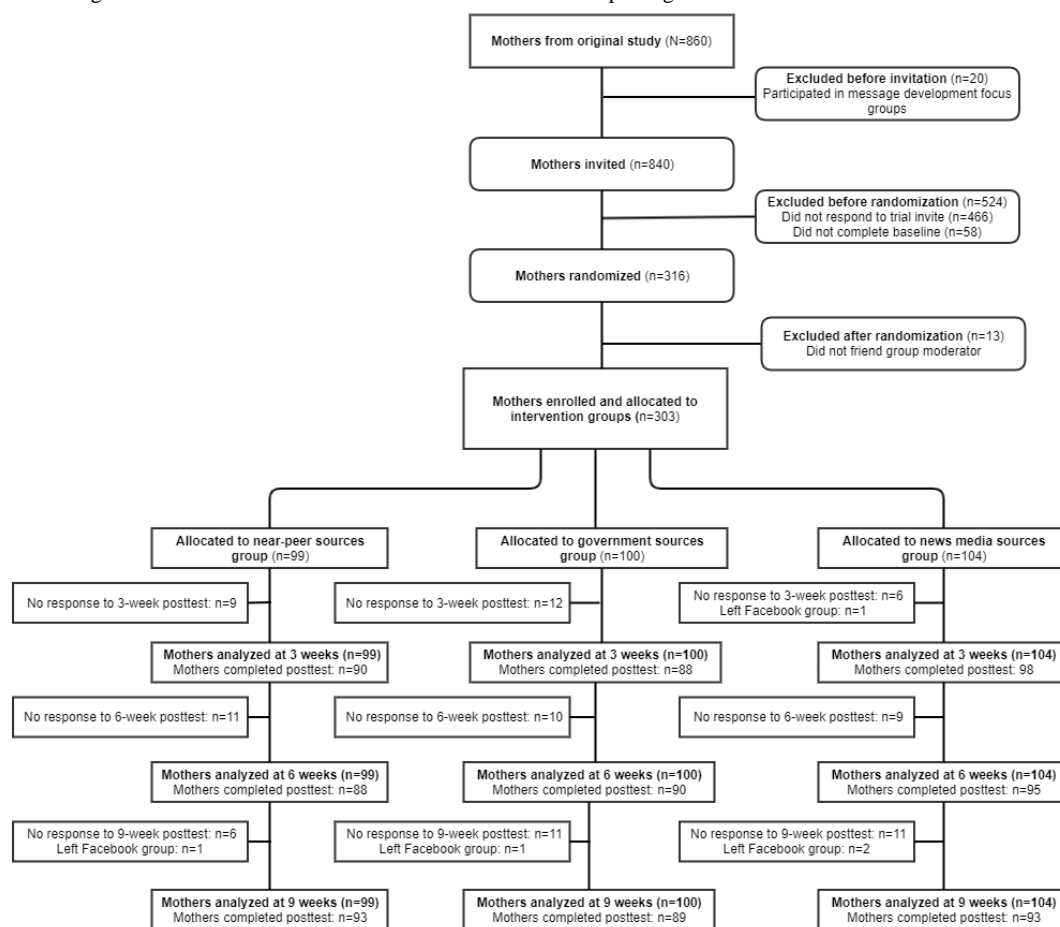 Mothers from original study (N=860)
Excluded before invitation (n=20)
Participated in message development focus
groups
Mothers invited (n=840)
Excluded before randomization (n=524)
Did not respond to trial invite (n=466)
Did not complete baseline (n=58)
Mothers randomized (n=316)
Excluded after randomization (n=13)
Did not friend group moderator
Mothers enrolled and allocated to
intervention groups (n=303)
Allocated to near-peer sources
group (n=99)
Allocated to government sources
group (n=100)
Allocated to news media sources
group (n=104)
No response to 3-week posttest: n=9
No response to 3-week posttest: n=12
No response to 3-week posttest: n=6
Left Facebook group: n=1
Mothers analyzed at 3 weeks (n=99)
Mothers completed posttest: n=90
Mothers analyzed at 3 weeks (n=100)
Mothers completed posttest: n=88
Mothers analyzed at 3 weeks (n=104)
Mothers completed posttest: 98
No response to 6-week posttest: n=11
No response to 6-week posttest: n=10
No response to 6-week posttest: n=9
Mothers analyzed at 6 weeks (n=99)
Mothers completed posttest: n=88
Mothers analyzed at 6 weeks (n=100)
Mothers completed posttest: n=90
Mothers analyzed at 6 weeks (n=104)
Mothers completed posttest: n=95
No response to 9-week posttest: n=6
Left Facebook group: n=1
No response to 9-week posttest: n=11
Left Facebook group: n=1
No response to 9-week posttest: n=11
Left Facebook group: n=2
Mothers analyzed at 9 weeks (n=99)
Mothers completed posttest: n=93
Mothers analyzed at 9 weeks (n=100)
Mothers completed posttest: n=89
Mothers analyzed at 9 weeks (n=104)
Mothers completed posttest: n=93